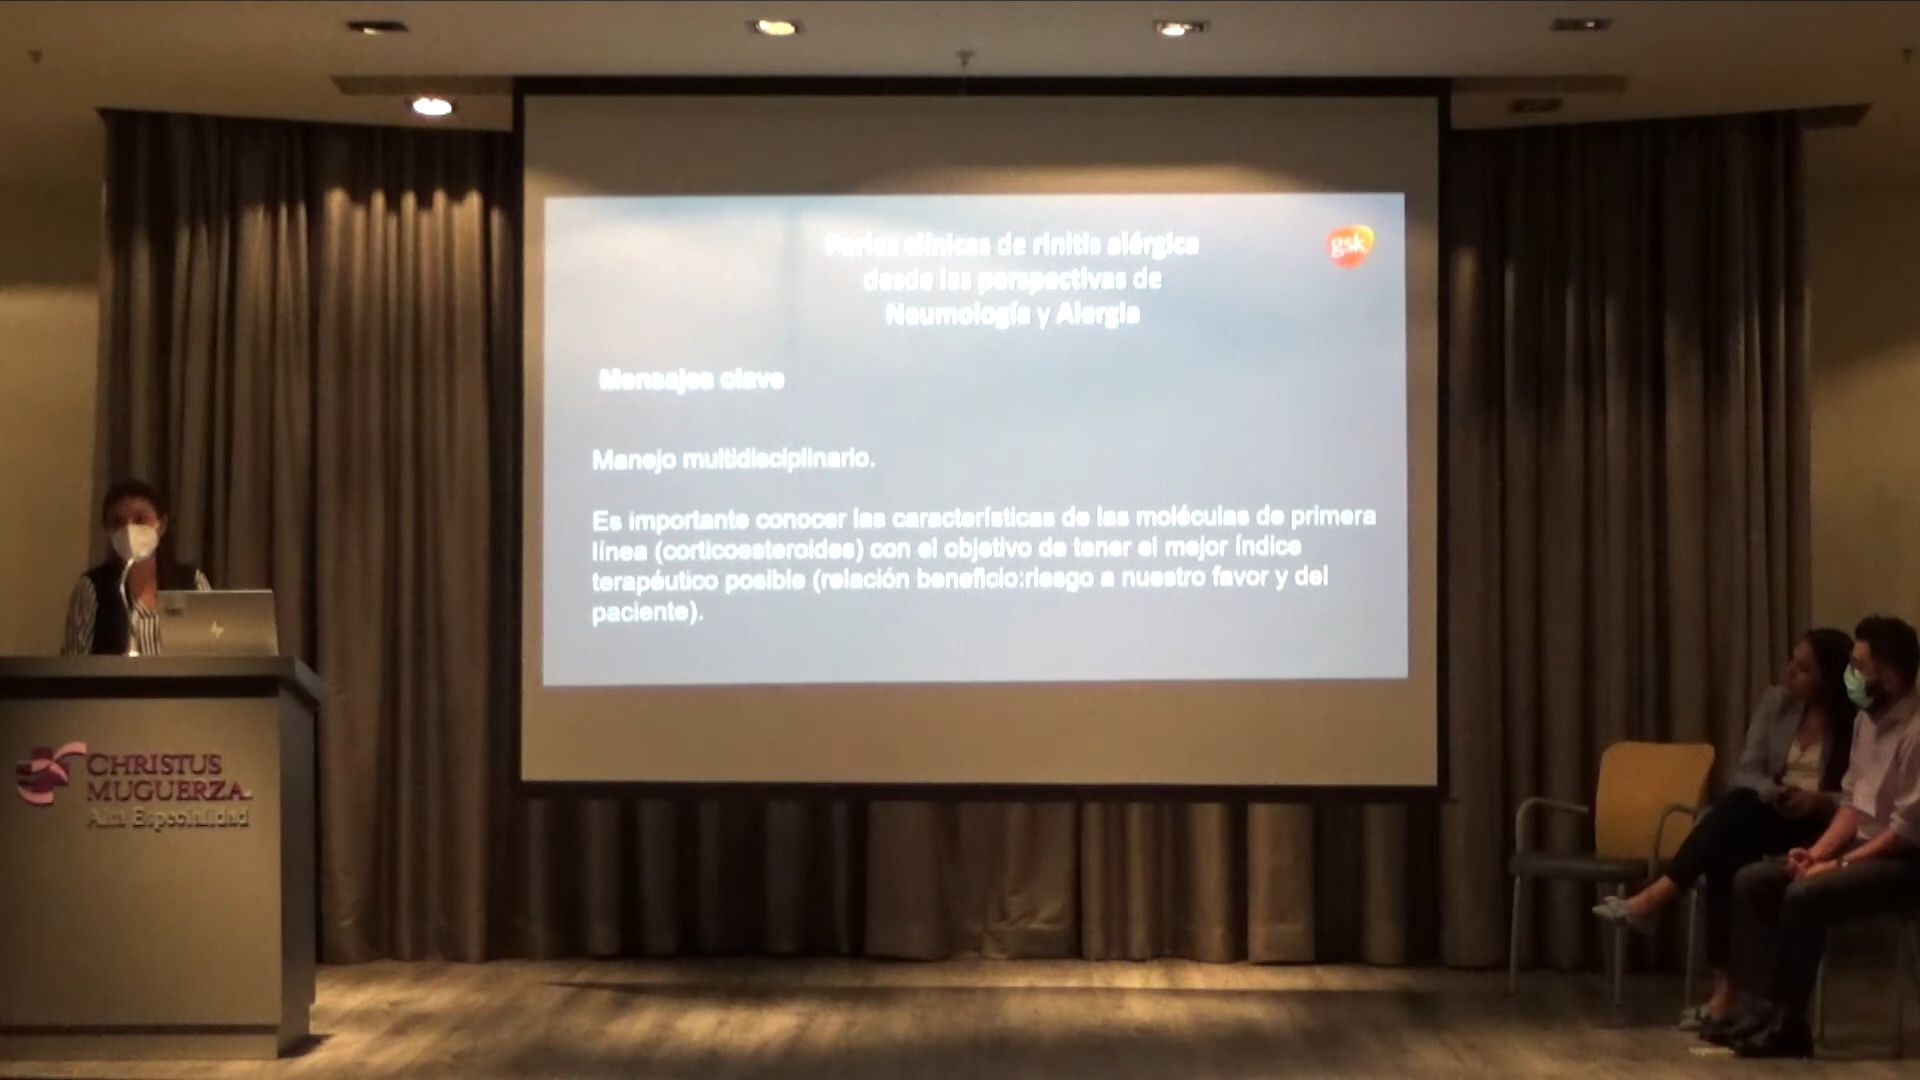 Perlas clínicas de rinitis alérgica
desde las perspectivas de
Neumología y Alergia
gsk
Mensajes clave
Manejo multidisciplinario.
Es importante conocer las características de las moléculas de primera
línea (corticoesteroides) con el objetivo de tener el mejor índice
terapéutico posible (relación beneficio:riesgo a nuestro favor y del
paciente).
hp
CHRISTUS
MUGUERZA
Alta Especialidad